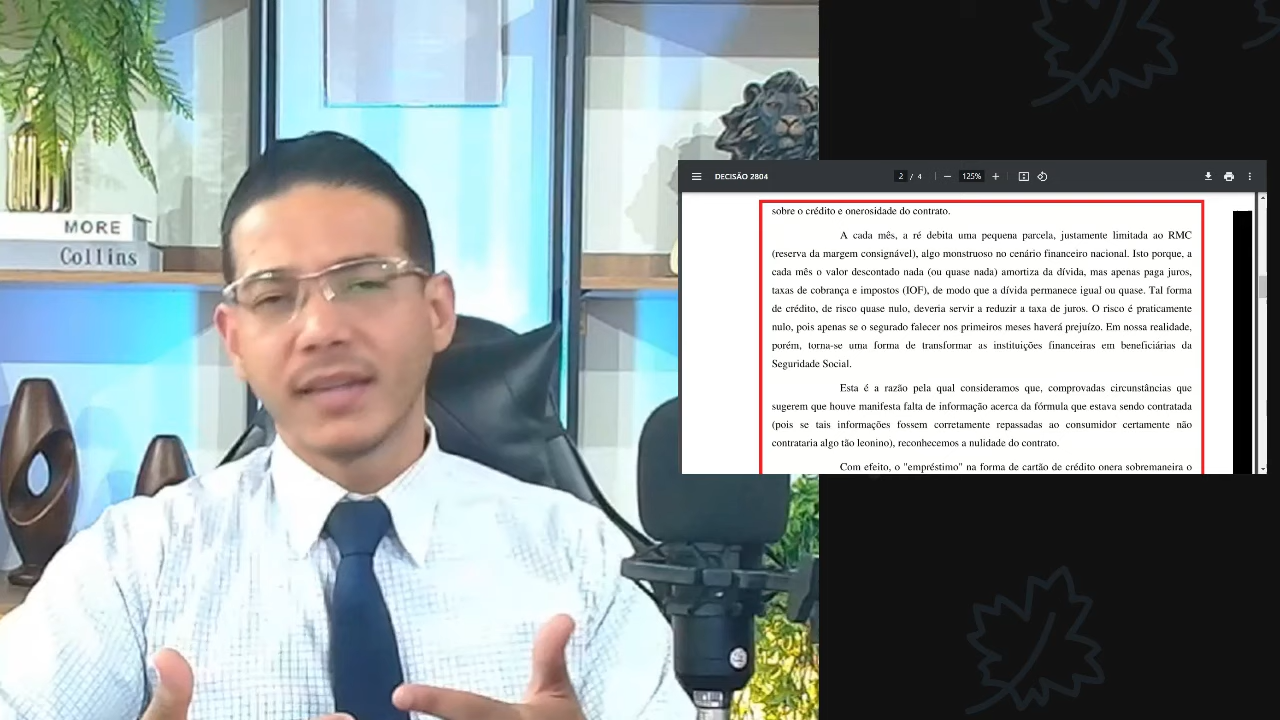 MORE
Collins
DECISÃO 2804
2 / 4
125%
sobre o crédito e onerosidade do contrato.
A cada mês, a ré debita uma pequena parcela, justamente limitada ao RMC
(reserva da margem consignável), algo monstruoso no cenário financeiro nacional. Isto porque, a
cada mês o valor descontado nada (ou quase nada) amortiza da dívida, mas apenas paga juros,
taxas de cobrança e impostos (IOF), de modo que a dívida permanece igual ou quase. Tal forma
de crédito, de risco quase nulo, deveria servir a reduzir a taxa de juros. O risco é praticamente
nulo, pois apenas se o segurado falecer nos primeiros meses haverá prejuízo. Em nossa realidade,
porém, torna-se uma forma de transformar as instituições financeiras em beneficiárias da
Seguridade Social.
Esta é a razão pela qual consideramos que, comprovadas circunstâncias que
sugerem que houve manifesta falta de informação acerca da fórmula que estava sendo contratada
(pois se tais informações fossem corretamente repassadas ao consumidor certamente não
contrataria algo tão leonino), reconhecemos a nulidade do contrato.
Com efeito, o "empréstimo" na forma de cartão de crédito onera sobremaneira o